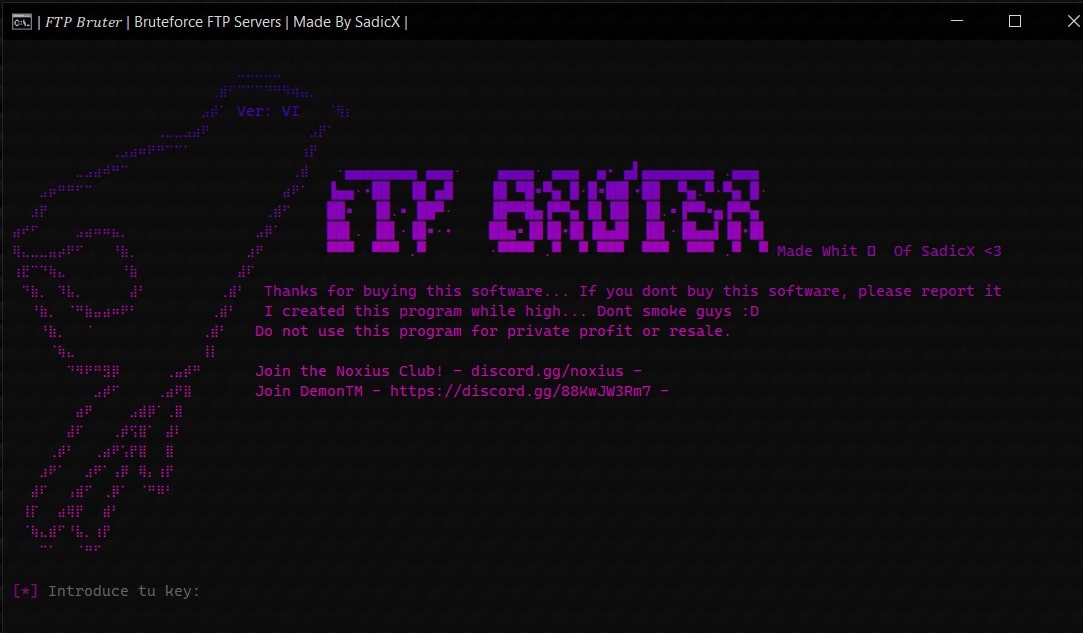 | FTP Bruter | Bruteforce FTP Servers | Made By SadicX |
Ver: VI
FTP BRUTER
Made Whit ▯ Of SadicX <3
Thanks for buying this software... If you dont buy this software, please report it
I created this program while high... Dont smoke guys :D
Do not use this program for private profit or resale.
Join the Noxius Club! - discord.gg/noxius -
Join DemonTM - https://discord.gg/88KwJW3Rm7 -
[*] Introduce tu key: